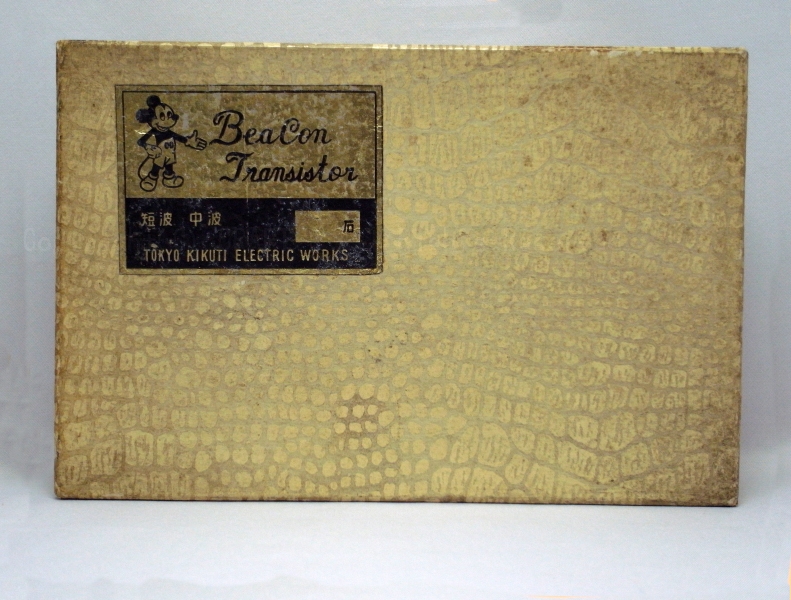 BeaCon
Transistor
短波 中波
石
TOKYO KIKUTI ELECTRIC WORKS